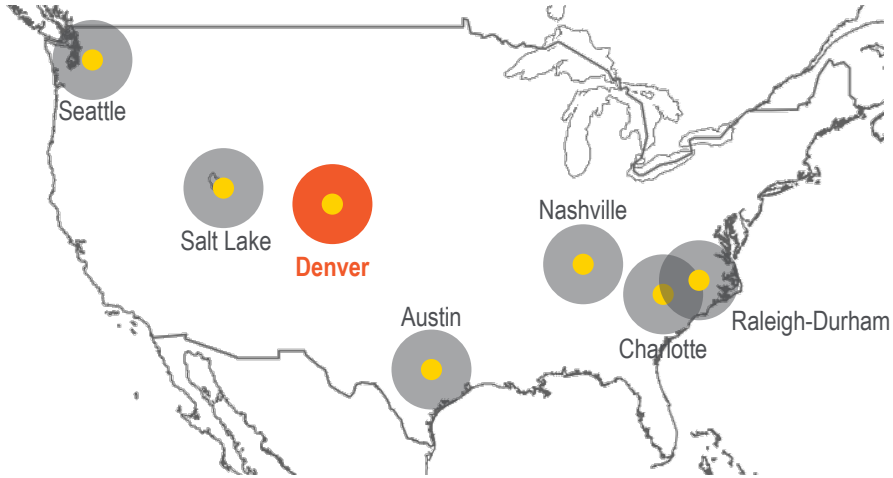 Seattle
Nashville
Salt Lake
Denver
Austin
Raleigh-Durham
Charlotte